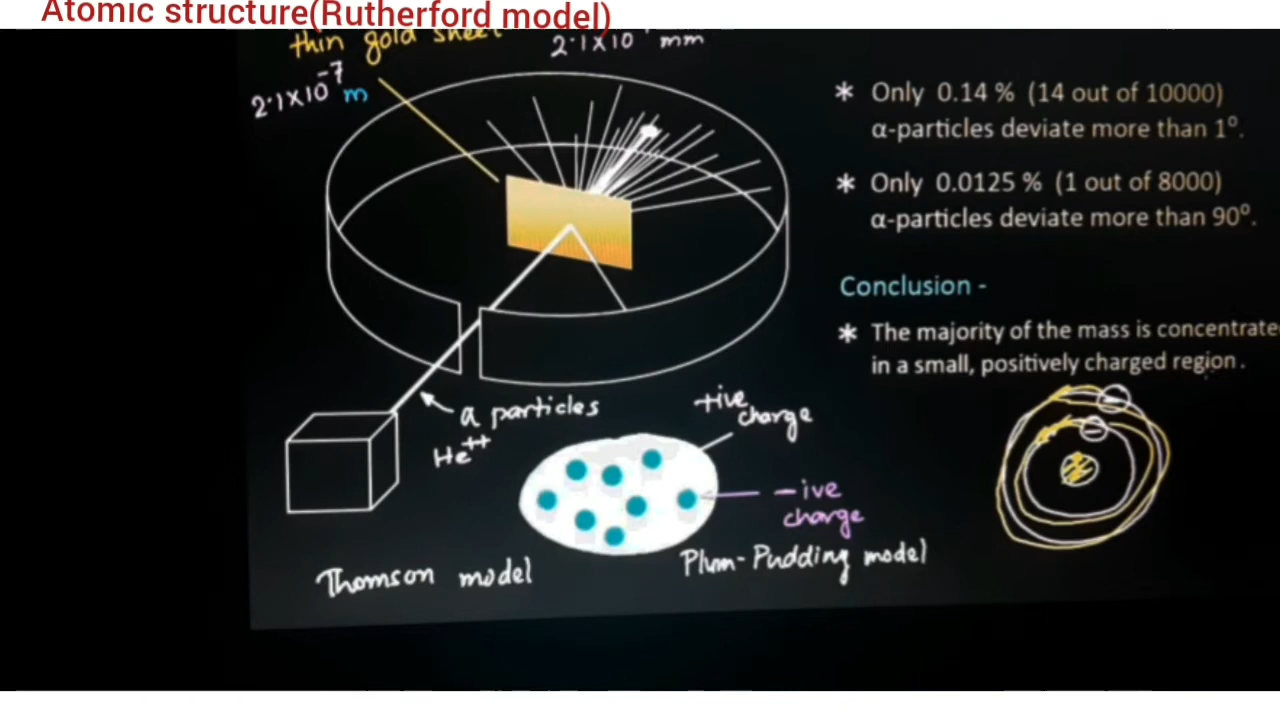 Atomic structure(Rutherford model)
thin gold sheet
2.1x10 mm
2.1x10⁻⁷ m
* Only 0.14 % (14 out of 10000)
α-particles deviate more than 1°.
* Only 0.0125 % (1 out of 8000)
α-particles deviate more than 90°.
Conclusion -
* The majority of the mass is concentrate
in a small, positively charged region.
α particles
He⁺⁺
+ive
charge
-ive
charge
Thomson model
Plum-Pudding model